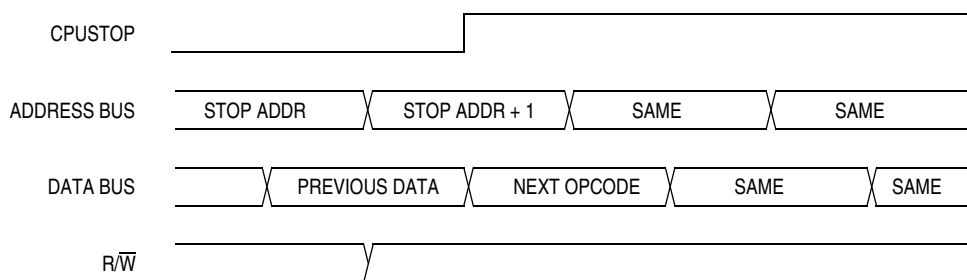 CPUSTOP
ADDRESS BUS STOP ADDR STOP ADDR + 1 SAME SAME
DATA BUS PREVIOUS DATA NEXT OPCODE SAME SAME
R/W̅